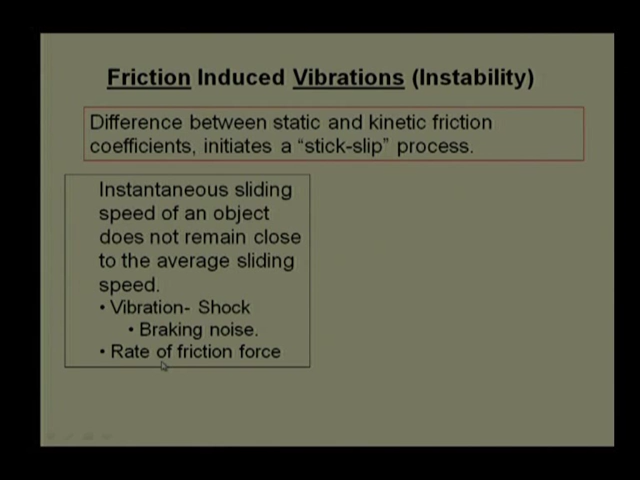 Friction Induced Vibrations (Instability)
Difference between static and kinetic friction
coefficients, initiates a “stick-slip” process.
Instantaneous sliding
speed of an object
does not remain close
to the average sliding
speed.
• Vibration- Shock
• Braking noise.
• Rate of friction force